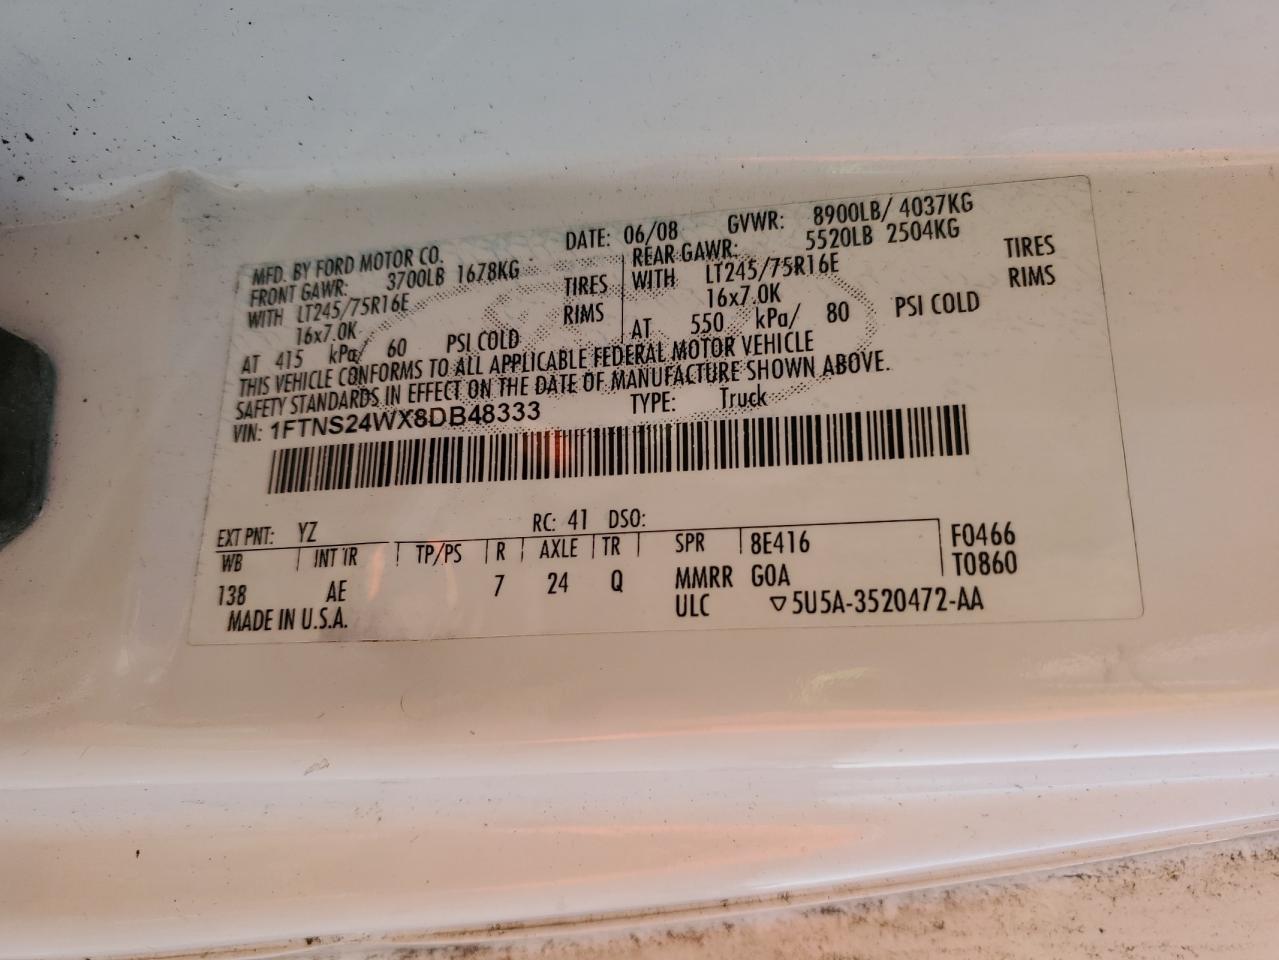 MFD. BY FORD MOTOR CO.
DATE: 06/08 GVWR: 8900LB/ 4037KG
FRONT GAWR: 3700LB 1678KG
REAR GAWR: 5520LB 2504KG
WITH LT245/75R16E TIRES
WITH LT245/75R16E TIRES
16x7.0K RIMS
16x7.0K RIMS
AT 415 kPa/ 60 PSI COLD
AT 550 kPa/ 80 PSI COLD
THIS VEHICLE CONFORMS TO ALL APPLICABLE FEDERAL MOTOR VEHICLE
SAFETY STANDARDS IN EFFECT ON THE DATE OF MANUFACTURE SHOWN ABOVE.
VIN: 1FTNS24WX8DB48333 TYPE: Truck
EXT PNT: YZ RC: 41 DSO:
WB INT TR TP/PS R AXLE TR SPR 8E416 F0466
138 AE 7 24 Q MMRR GOA T0860
MADE IN U.S.A. ULC ▽5U5A-3520472-AA